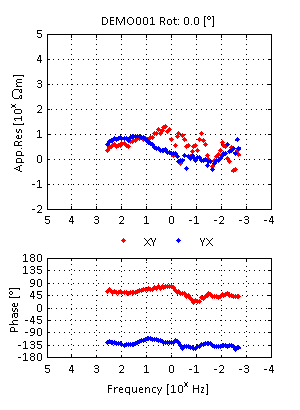 DEMO001 Rot: 0.0 [°]
5
4
3
2
1
0
-1
-2
App.Res [10^x Ωm]
5 4 3 2 1 0 -1 -2 -3 -4
XY YX
180
135
90
45
0
-45
-90
-135
-180
Phase [°]
5 4 3 2 1 0 -1 -2 -3 -4
Frequency [10^x Hz]